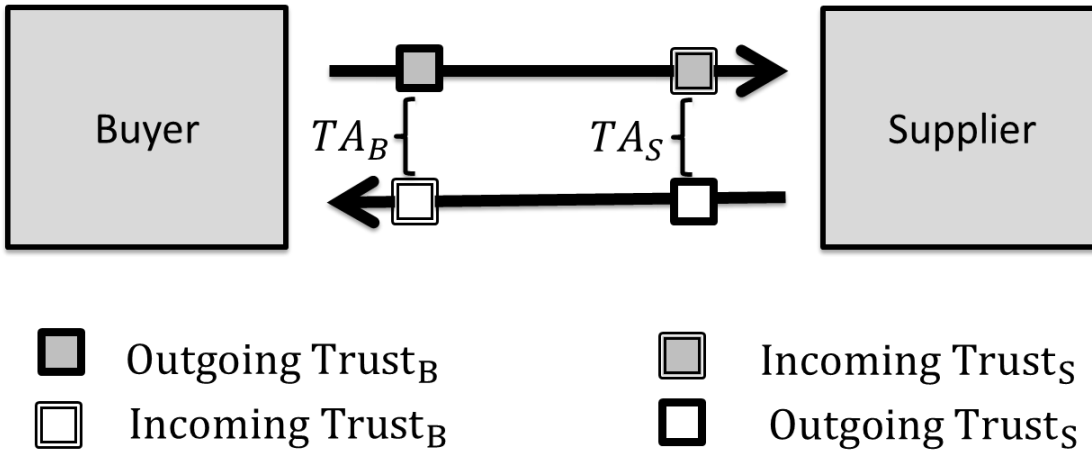 Buyer
TA_B
TA_S
Supplier
Outgoing Trust_B
Incoming Trust_S
Incoming Trust_B
Outgoing Trust_S